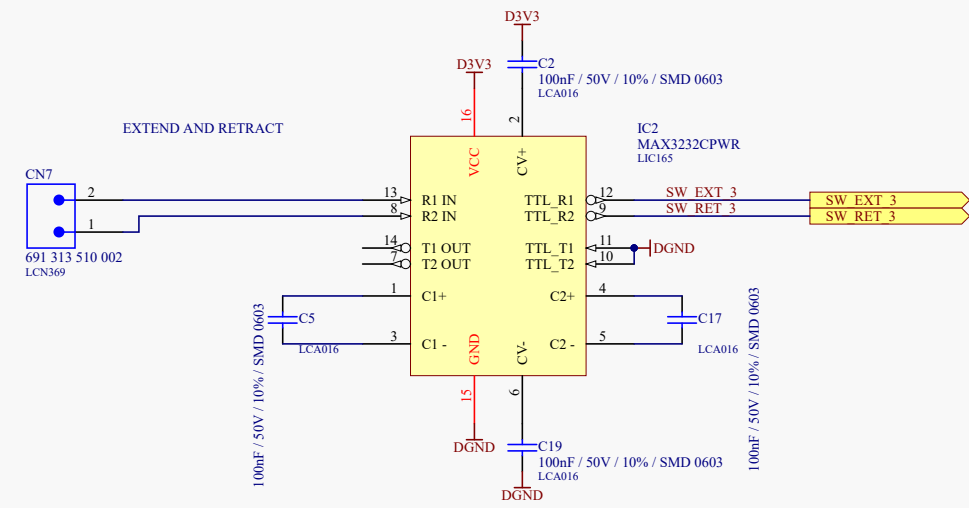 D3V3
C2
100nF / 50V / 10% / SMD 0603
LCA016
D3V3
16
2
EXTEND AND RETRACT
IC2
MAX3232CPWR
LIC165
VCC
CV+
CN7
2
1
691 313 510 002
LCN369
13
R1 IN
8
R2 IN
14
T1 OUT
7
T2 OUT
1
C1+
3
C1 -
TTL_R1
12
SW_EXT_3
SW_EXT_3
TTL_R2
9
SW_RET_3
SW_RET_3
TTL_T1
11
DGND
TTL_T2
10
C2+
4
C2 -
5
C5
LCA016
100nF / 50V / 10% / SMD 0603
C17
LCA016
100nF / 50V / 10% / SMD 0603
GND
CV-
15
6
DGND
C19
100nF / 50V / 10% / SMD 0603
LCA016
DGND